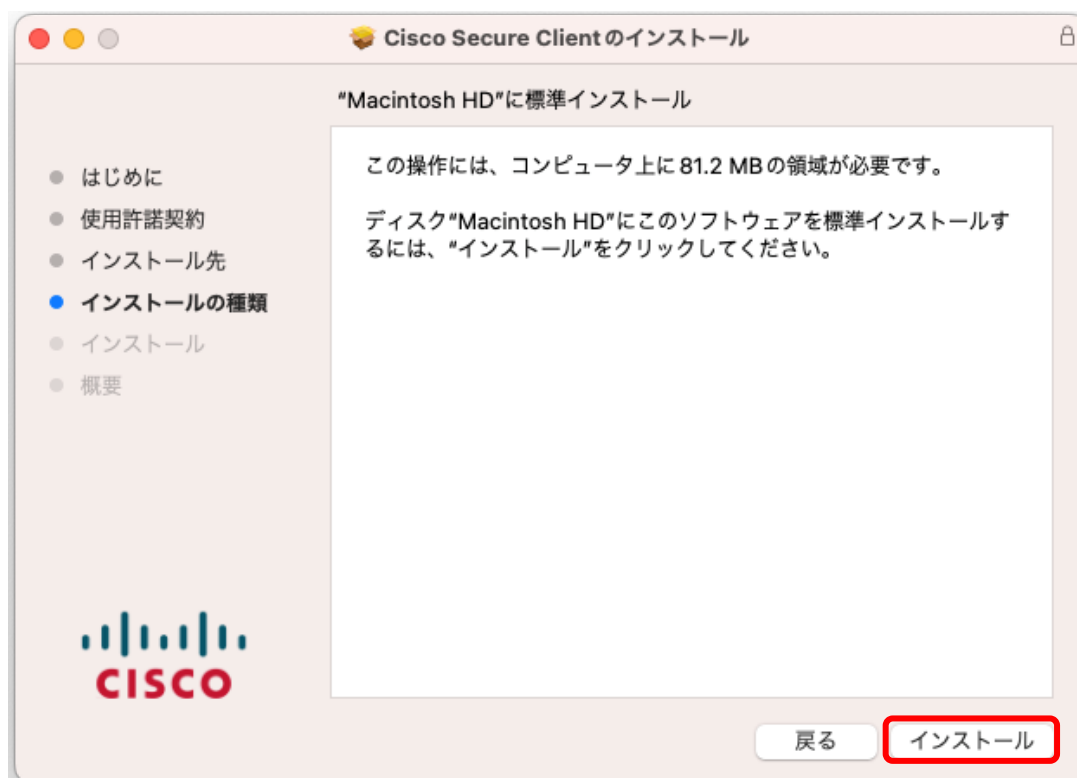 Cisco Secure Clientのインストール
“Macintosh HD”に標準インストール
はじめに
使用許諾契約
インストール先
インストールの種類
インストール
概要
この操作には、コンピュータ上に81.2 MBの領域が必要です。
ディスク“Macintosh HD”にこのソフトウェアを標準インストールす
るには、“インストール”をクリックしてください。
CISCO
戻る
インストール